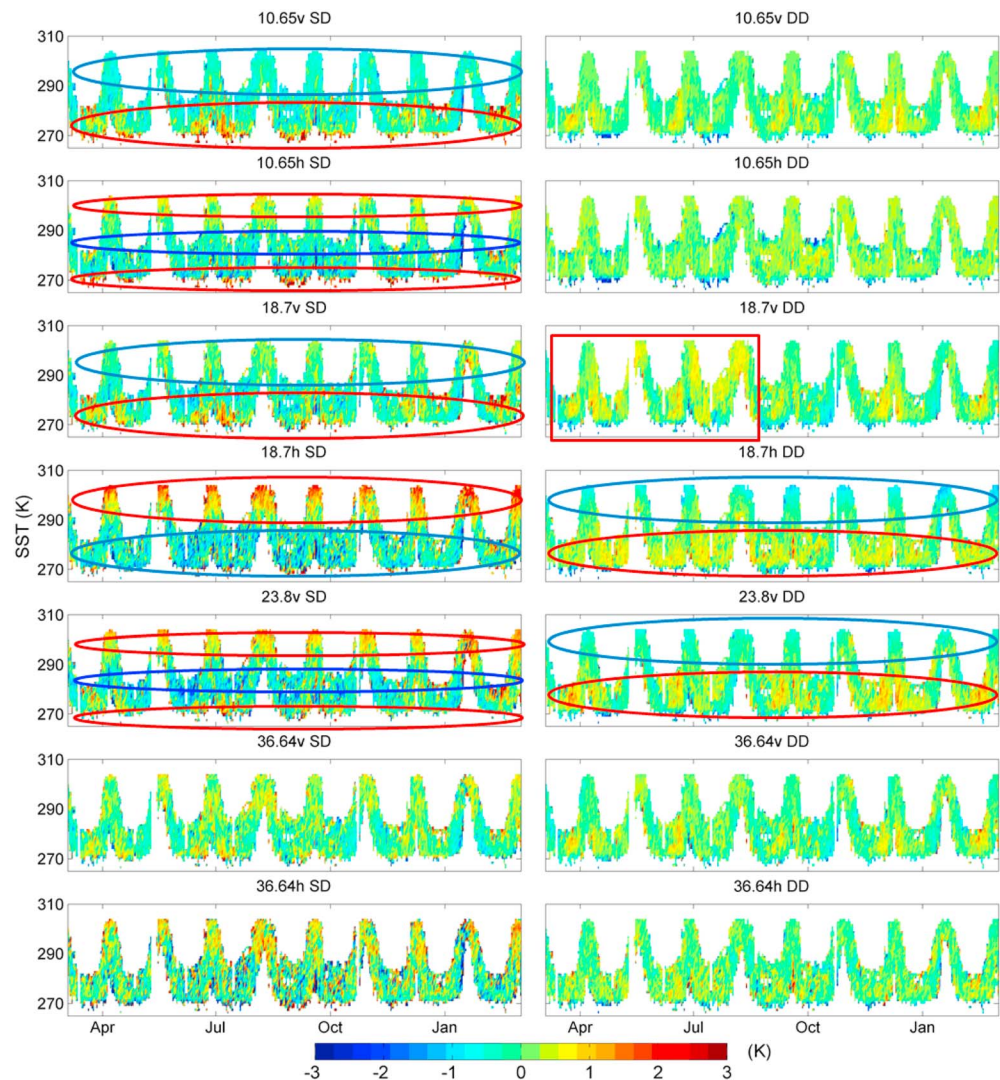 10.65v SD
10.65v DD
310
290
270
10.65h SD
10.65h DD
310
290
270
18.7v SD
18.7v DD
310
290
270
18.7h SD
18.7h DD
310
290
270
SST (K)
23.8v SD
23.8v DD
310
290
270
36.64v SD
36.64v DD
310
290
270
36.64h SD
36.64h DD
310
290
270
Apr Jul Oct Jan Apr Jul Oct Jan
-3 -2 -1 0 1 2 3 (K)